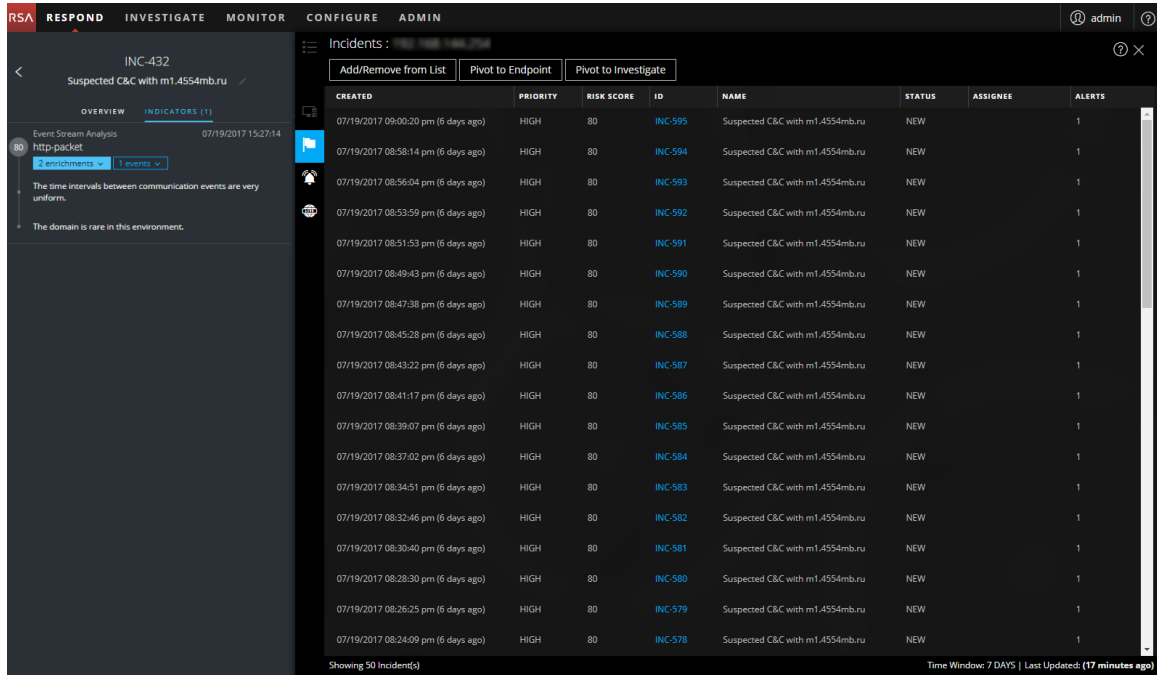 RSA RESPOND INVESTIGATE MONITOR CONFIGURE ADMIN admin ?
INC-432
Suspected C&C with m1.4554mb.ru
OVERVIEW INDICATORS (1)
Event Stream Analysis 07/19/2017 15:27:14
80 http-packet
2 enrichments 1 events
The time intervals between communication events are very
uniform.
The domain is rare in this environment.
Incidents :
Add/Remove from List Pivot to Endpoint Pivot to Investigate
CREATED PRIORITY RISK SCORE ID NAME STATUS ASSIGNEE ALERTS
07/19/2017 09:00:20 pm (6 days ago) HIGH 80 INC-595 Suspected C&C with m1.4554mb.ru NEW 1
07/19/2017 08:58:14 pm (6 days ago) HIGH 80 INC-594 Suspected C&C with m1.4554mb.ru NEW 1
07/19/2017 08:56:04 pm (6 days ago) HIGH 80 INC-593 Suspected C&C with m1.4554mb.ru NEW 1
07/19/2017 08:53:59 pm (6 days ago) HIGH 80 INC-592 Suspected C&C with m1.4554mb.ru NEW 1
07/19/2017 08:51:53 pm (6 days ago) HIGH 80 INC-591 Suspected C&C with m1.4554mb.ru NEW 1
07/19/2017 08:49:43 pm (6 days ago) HIGH 80 INC-590 Suspected C&C with m1.4554mb.ru NEW 1
07/19/2017 08:47:38 pm (6 days ago) HIGH 80 INC-589 Suspected C&C with m1.4554mb.ru NEW 1
07/19/2017 08:45:28 pm (6 days ago) HIGH 80 INC-588 Suspected C&C with m1.4554mb.ru NEW 1
07/19/2017 08:43:22 pm (6 days ago) HIGH 80 INC-587 Suspected C&C with m1.4554mb.ru NEW 1
07/19/2017 08:41:17 pm (6 days ago) HIGH 80 INC-586 Suspected C&C with m1.4554mb.ru NEW 1
07/19/2017 08:39:07 pm (6 days ago) HIGH 80 INC-585 Suspected C&C with m1.4554mb.ru NEW 1
07/19/2017 08:37:02 pm (6 days ago) HIGH 80 INC-584 Suspected C&C with m1.4554mb.ru NEW 1
07/19/2017 08:34:51 pm (6 days ago) HIGH 80 INC-583 Suspected C&C with m1.4554mb.ru NEW 1
07/19/2017 08:32:46 pm (6 days ago) HIGH 80 INC-582 Suspected C&C with m1.4554mb.ru NEW 1
07/19/2017 08:30:40 pm (6 days ago) HIGH 80 INC-581 Suspected C&C with m1.4554mb.ru NEW 1
07/19/2017 08:28:30 pm (6 days ago) HIGH 80 INC-580 Suspected C&C with m1.4554mb.ru NEW 1
07/19/2017 08:26:25 pm (6 days ago) HIGH 80 INC-579 Suspected C&C with m1.4554mb.ru NEW 1
07/19/2017 08:24:09 pm (6 days ago) HIGH 80 INC-578 Suspected C&C with m1.4554mb.ru NEW 1
Showing 50 Incident(s) Time Window: 7 DAYS | Last Updated: (17 minutes ago)